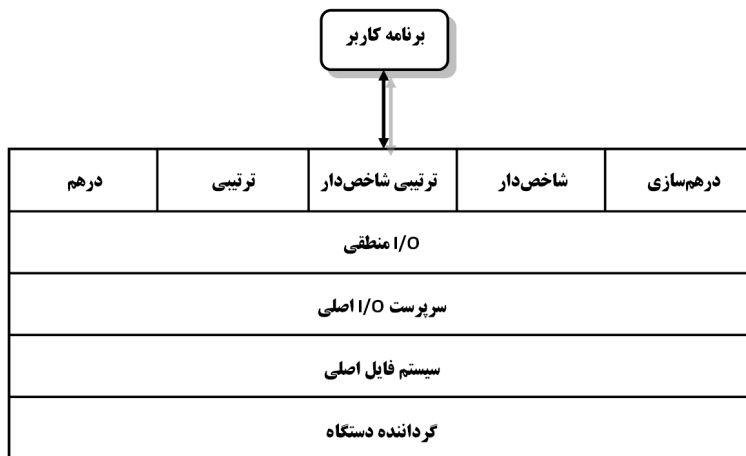 برنامه کاربر
درهم‌سازی
شاخص‌دار
ترتیبی شاخص‌دار
ترتیبی
درهم
I/O منطقی
سرپرست I/O اصلی
سیستم فایل اصلی
گرداننده دستگاه